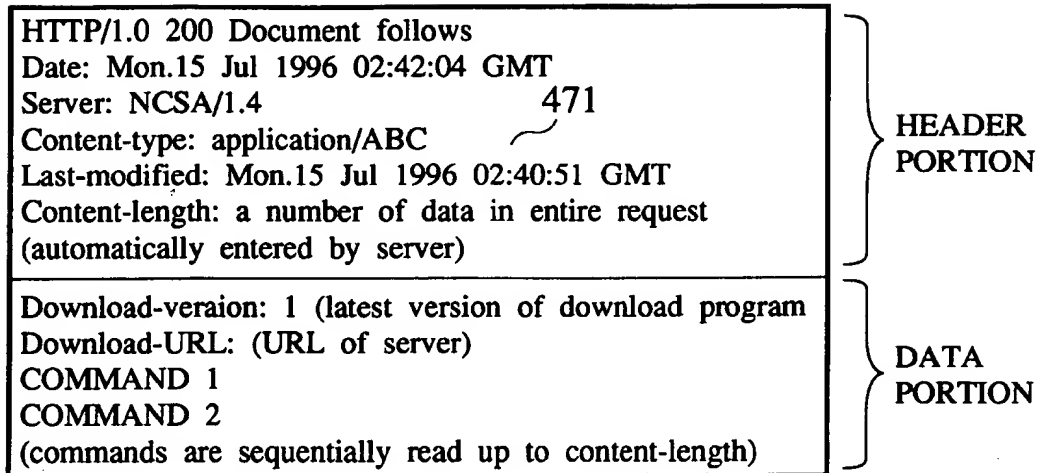 HTTP/1.0 200 Document follows
Date: Mon.15 Jul 1996 02:42:04 GMT
Server: NCSA/1.4
471
Content-type: application/ABC
Last-modified: Mon.15 Jul 1996 02:40:51 GMT
Content-length: a number of data in entire request
(automatically entered by server)
HEADER
PORTION
Download-veraion: 1 (latest version of download program
Download-URL: (URL of server)
COMMAND 1
COMMAND 2
(commands are sequentially read up to content-length)
DATA
PORTION